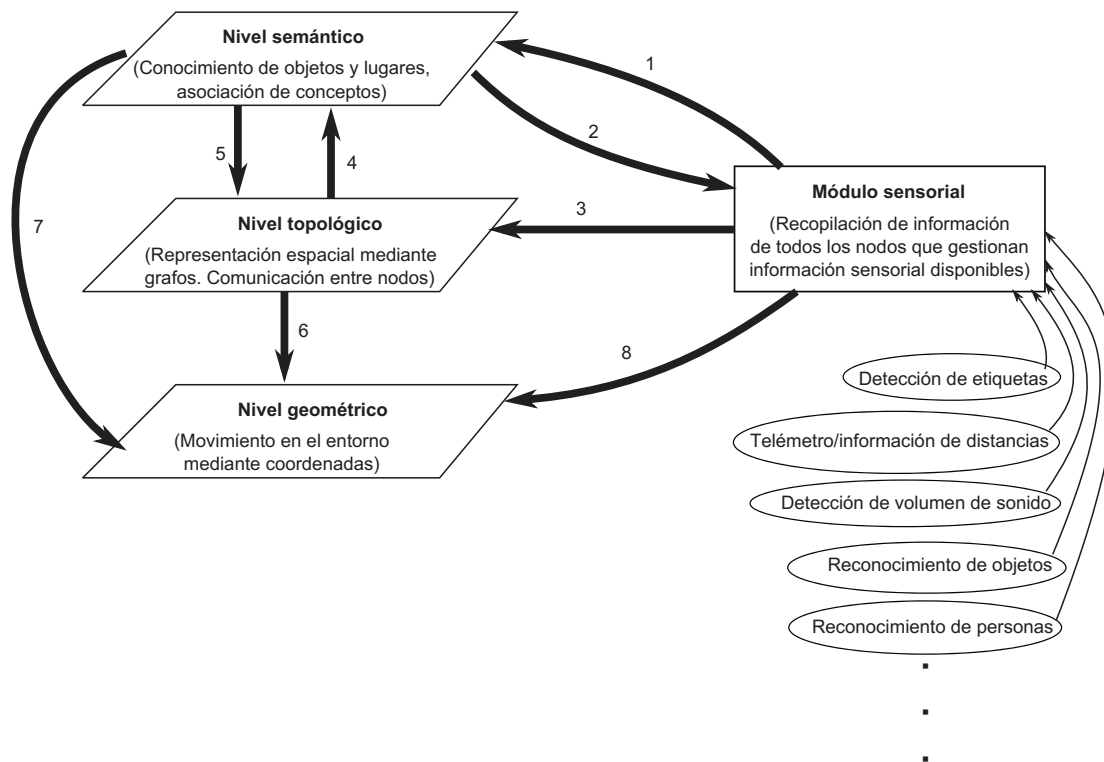 Nivel semántico
(Conocimiento de objetos y lugares,
asociación de conceptos)
1
2
5
4
Módulo sensorial
(Recopilación de información
de todos los nodos que gestionan
información sensorial disponibles)
7
3
Nivel topológico
(Representación espacial mediante
grafos. Comunicación entre nodos)
6
8
Nivel geométrico
(Movimiento en el entorno
mediante coordenadas)
Detección de etiquetas
Telémetro/información de distancias
Detección de volumen de sonido
Reconocimiento de objetos
Reconocimiento de personas